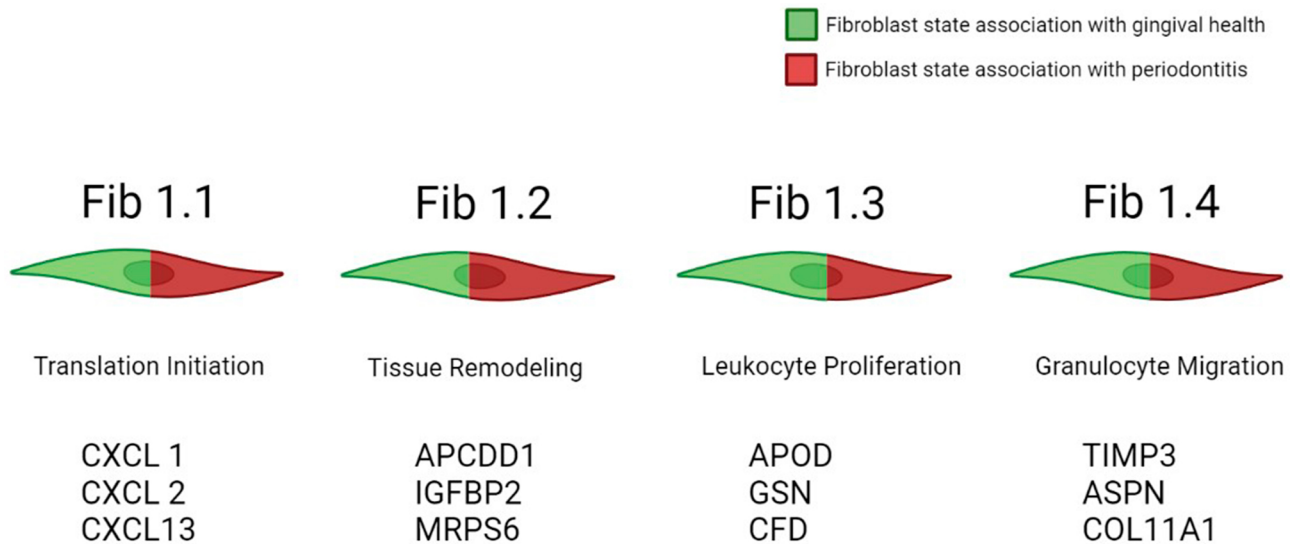 Fibroblast state association with gingival health
Fibroblast state association with periodontitis
Fib 1.1
Fib 1.2
Fib 1.3
Fib 1.4
Translation Initiation
Tissue Remodeling
Leukocyte Proliferation
Granulocyte Migration
CXCL 1
CXCL 2
CXCL13
APCDD1
IGFBP2
MRPS6
APOD
GSN
CFD
TIMP3
ASPN
COL11A1